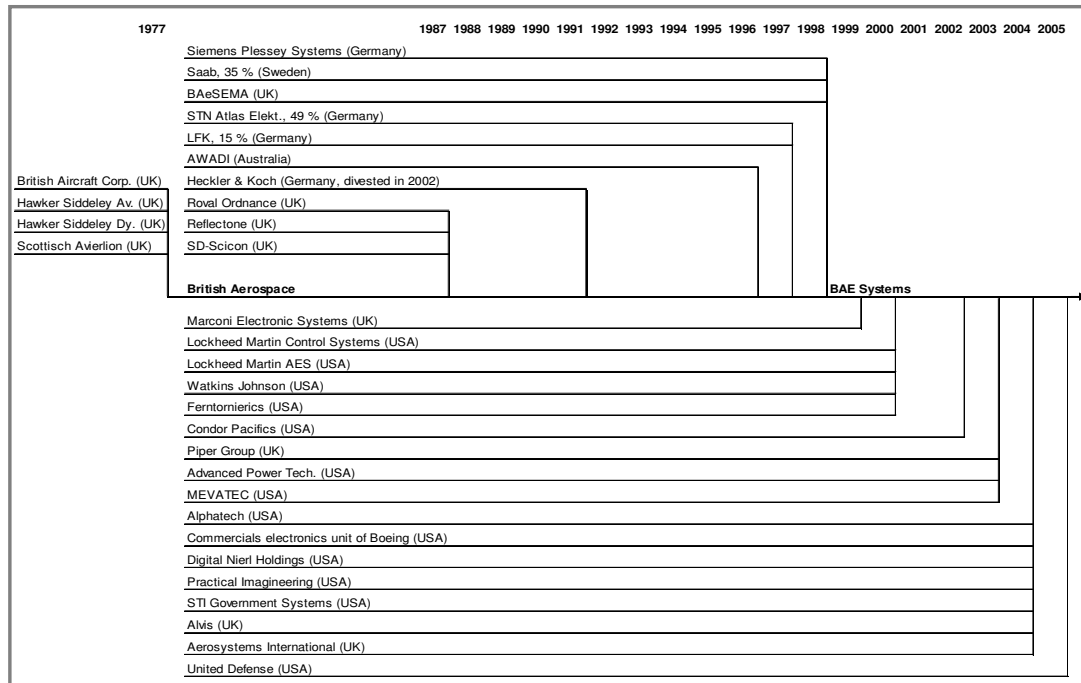 1977 1987 1988 1989 1990 1991 1992 1993 1994 1995 1996 1997 1998 1999 2000 2001 2002 2003 2004 2005
Siemens Plessey Systems (Germany)
Saab, 35 % (Sweden)
BAeSEMA (UK)
STN Atlas Elekt., 49 % (Germany)
LFK, 15 % (Germany)
AWADI (Australia)
British Aircraft Corp. (UK) Heckler & Koch (Germany, divested in 2002)
Hawker Siddeley Av. (UK) Roval Ordnance (UK)
Hawker Siddeley Dy. (UK) Reflectone (UK)
Scottisch Avierlion (UK) SD-Scicon (UK)
British Aerospace BAE Systems
Marconi Electronic Systems (UK)
Lockheed Martin Control Systems (USA)
Lockheed Martin AES (USA)
Watkins Johnson (USA)
Ferntornierics (USA)
Condor Pacifics (USA)
Piper Group (UK)
Advanced Power Tech. (USA)
MEVATEC (USA)
Alphatech (USA)
Commercials electronics unit of Boeing (USA)
Digital Nierl Holdings (USA)
Practical Imagineering (USA)
STI Government Systems (USA)
Alvis (UK)
Aerosystems International (UK)
United Defense (USA)